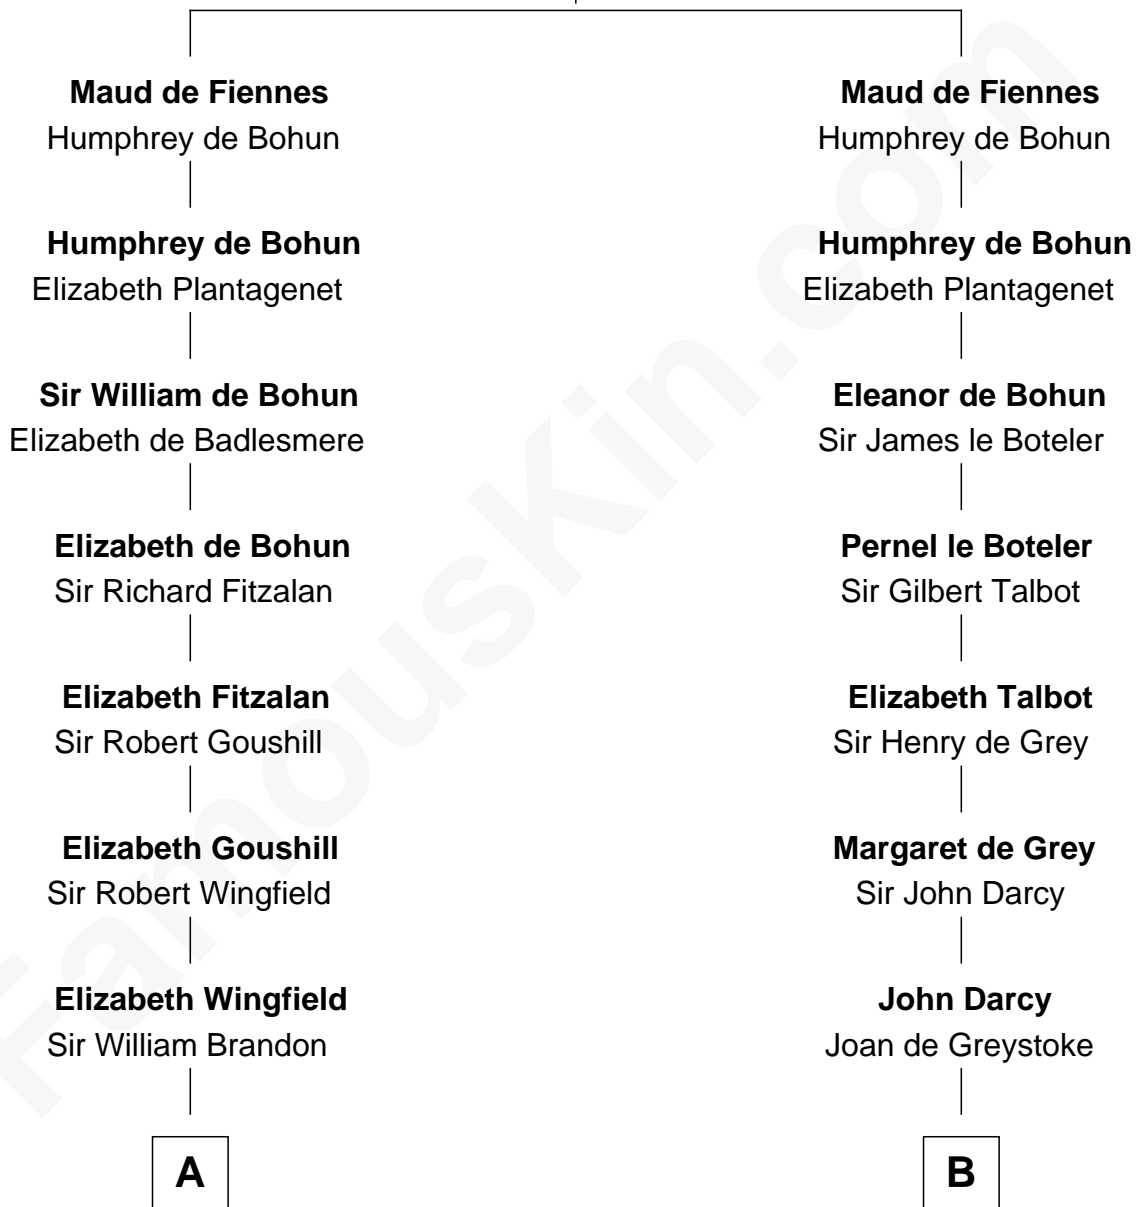 Maud de Fiennes
Humphrey de Bohun
Humphrey de Bohun
Elizabeth Plantagenet
Sir William de Bohun
Elizabeth de Badlesmere
Elizabeth de Bohun
Sir Richard Fitzalan
Elizabeth Fitzalan
Sir Robert Goushill
Elizabeth Goushill
Sir Robert Wingfield
Elizabeth Wingfield
Sir William Brandon
A
Maud de Fiennes
Humphrey de Bohun
Humphrey de Bohun
Elizabeth Plantagenet
Eleanor de Bohun
Sir James le Boteler
Pernel le Boteler
Sir Gilbert Talbot
Elizabeth Talbot
Sir Henry de Grey
Margaret de Grey
Sir John Darcy
John Darcy
Joan de Greystoke
B
FamousKin.com